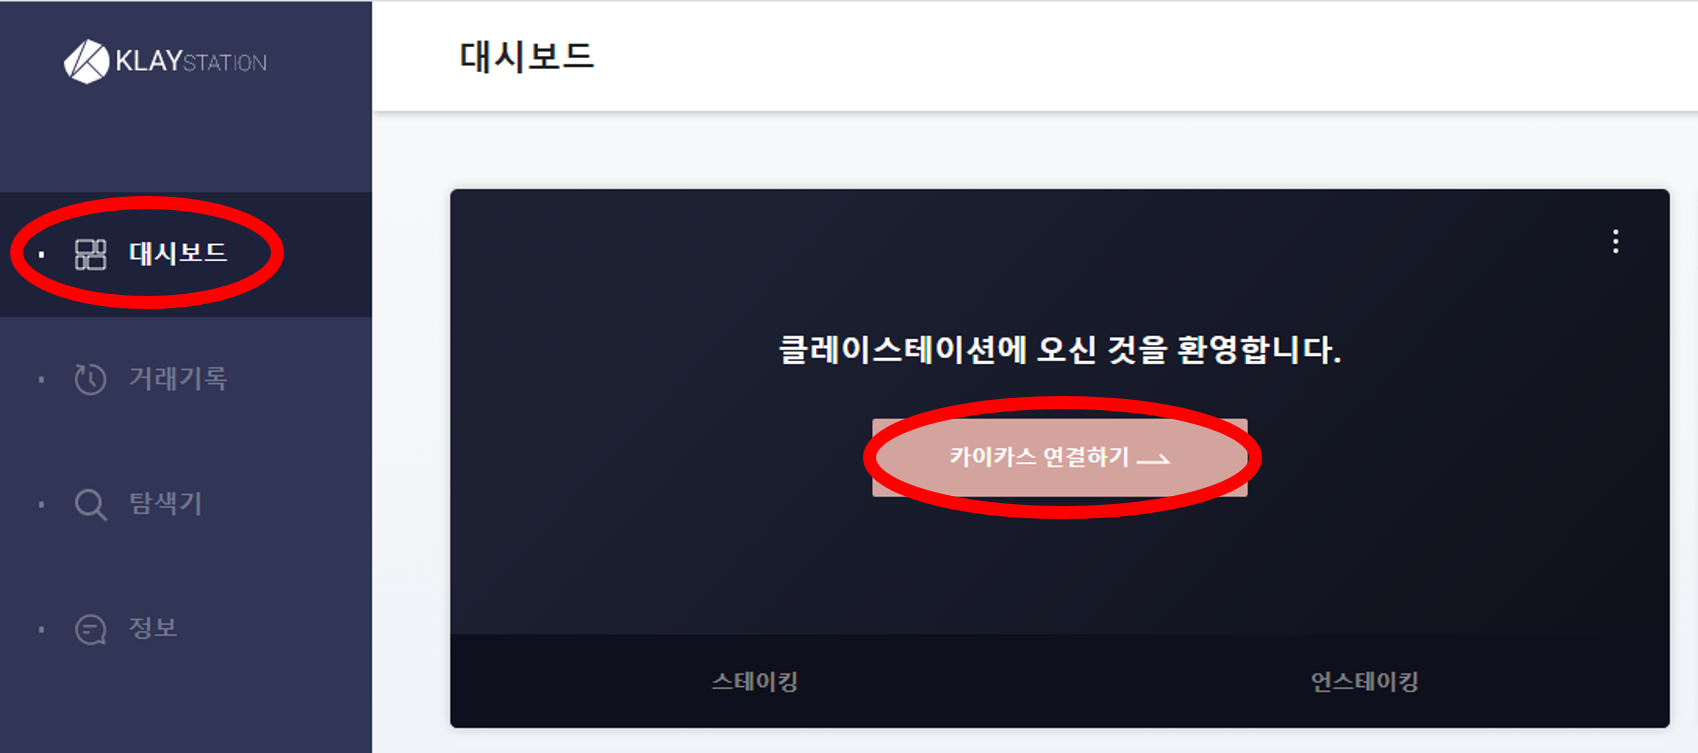 KLAYSTATION
대시보드
대시보드
거래기록
탐색기
정보
클레이스테이션에 오신 것을 환영합니다.
카이카스 연결하기
스테이킹
언스테이킹